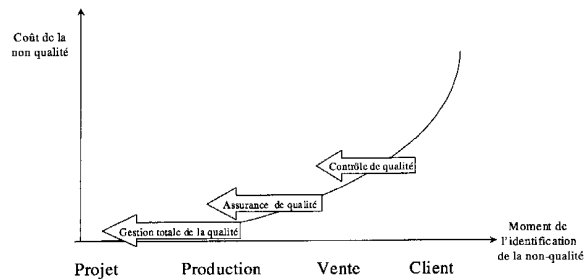 Coût de la
non qualité
Contrôle de qualité
Assurance de qualité
Gestion totale de la qualité
Moment de
l'identification
de la non-qualité
Projet Production Vente Client